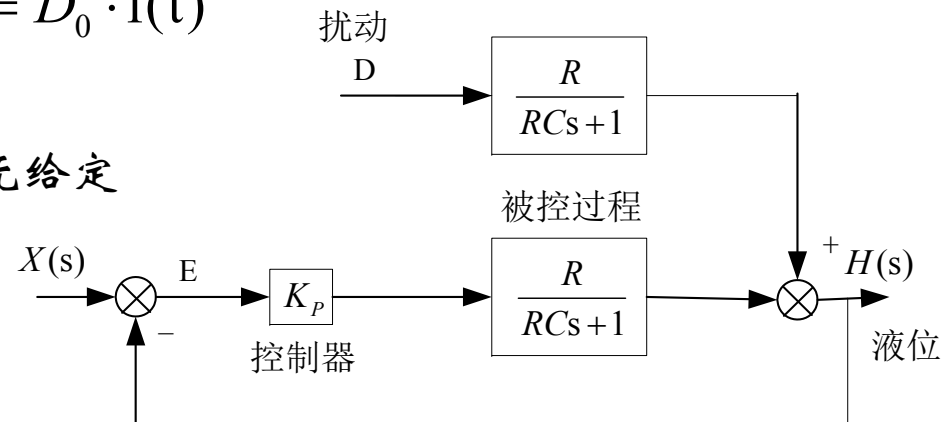 = D₀ · 1(t)
扰动
D
R
RCs+1
无给定
被控过程
X(s)
E
K_P
R
RCs+1
+
H(s)
−
控制器
液位